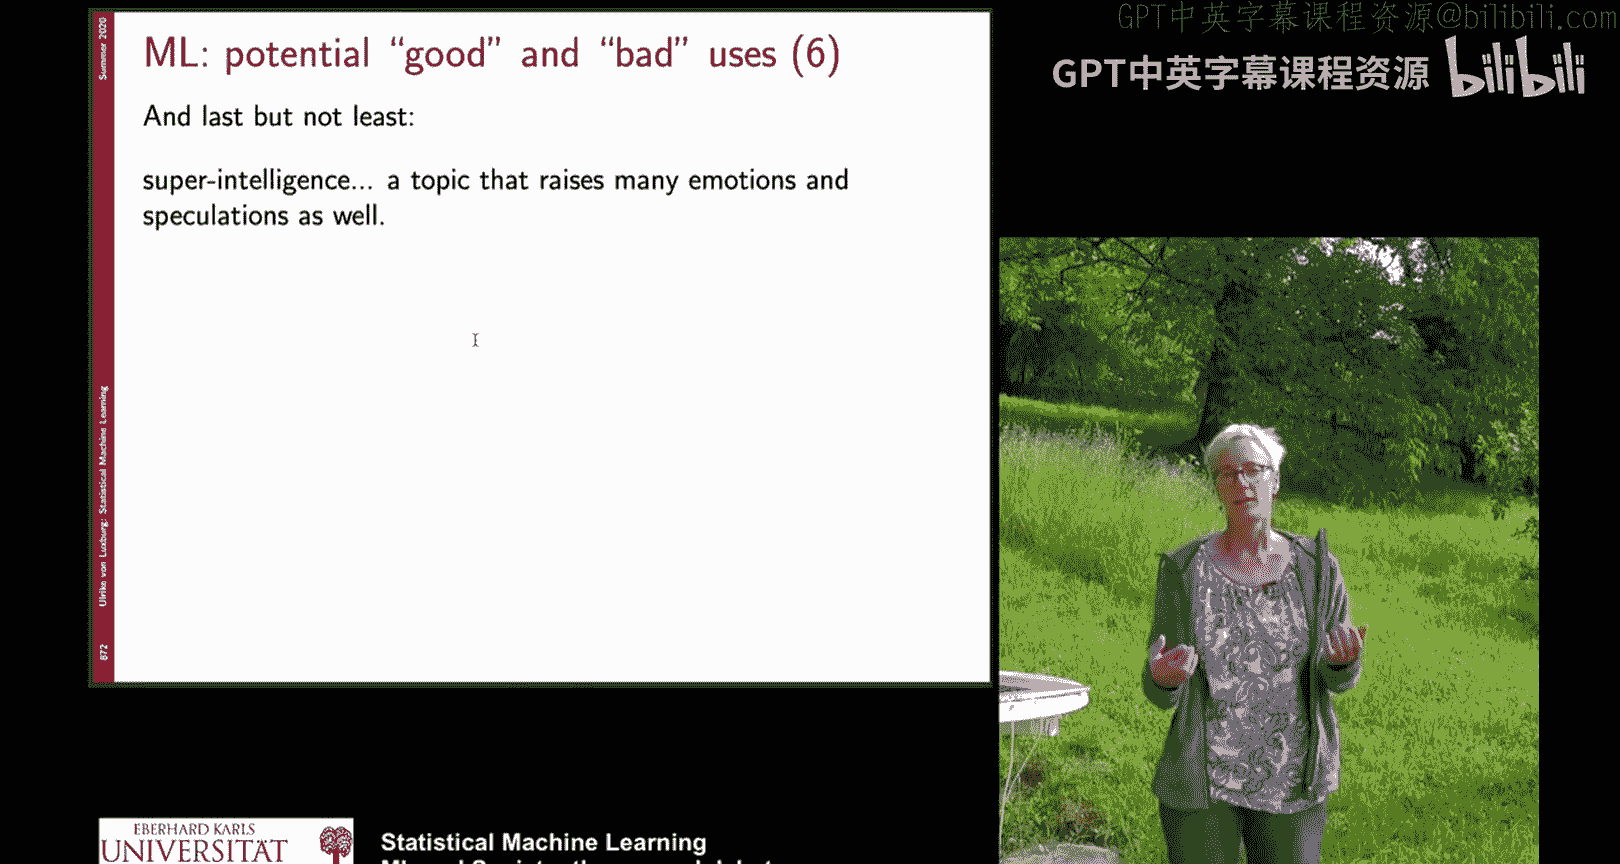 GPT中英字幕课程资源@bilibili.com
GPT中英字幕课程资源 bilibili
Summer 2020
ML: potential “good” and “bad” uses (6)
And last but not least:
super-intelligence... a topic that raises many emotions and
speculations as well.
Ulrike von Luxburg: Statistical Machine Learning
872
EBERHARD KARLS
UNIVERSITÄT
Statistical Machine Learning